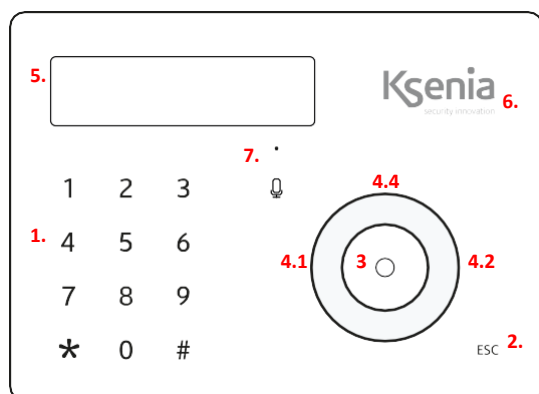 5.
Ksenia
security innovation
6.
7.
1 2 3
4.4
1. 4 5 6
4.1 3 4.2
7 8 9
* 0 #
ESC 2.